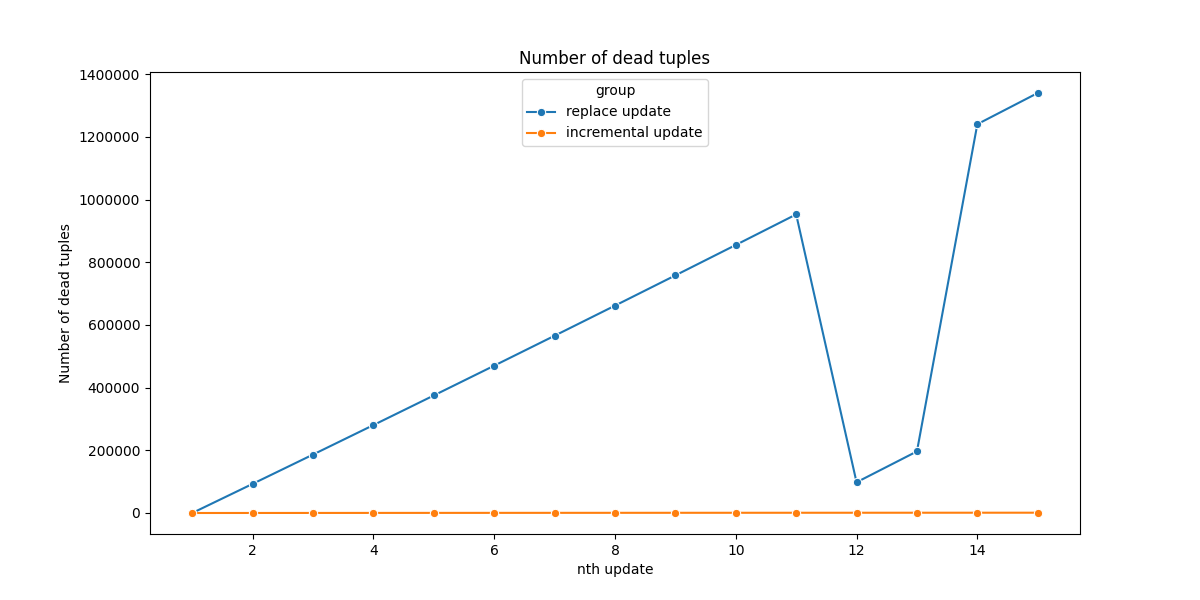 Number of dead tuples
group
replace update
incremental update
Number of dead tuples
1400000
1200000
1000000
800000
600000
400000
200000
0
2 4 6 8 10 12 14
nth update